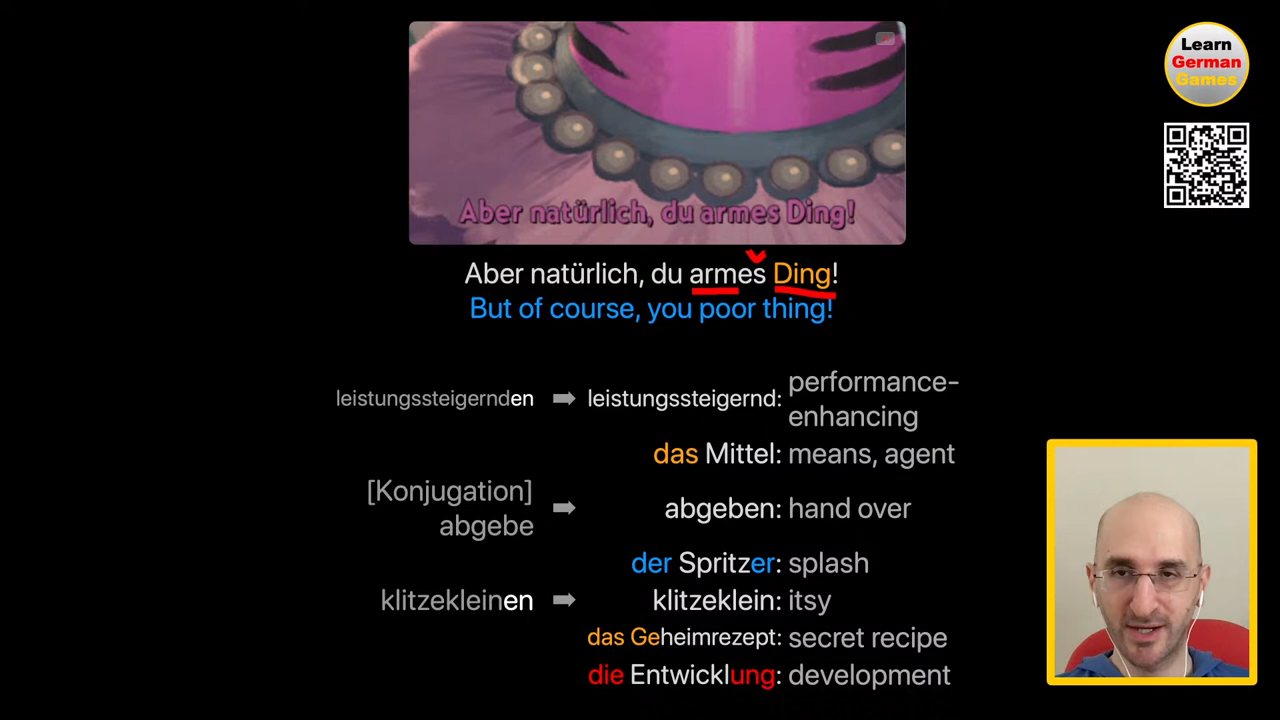 Learn
German
Games
Aber natürlich, du armes Ding!
Aber natürlich, du armes Ding!
But of course, you poor thing!
leistungssteigernden ➡ leistungssteigernd: performance-
enhancing
das Mittel: means, agent
[Konjugation]
abgebe ➡ abgeben: hand over
der Spritzer: splash
klitzekleinen ➡ klitzeklein: itsy
das Geheimrezept: secret recipe
die Entwicklung: development